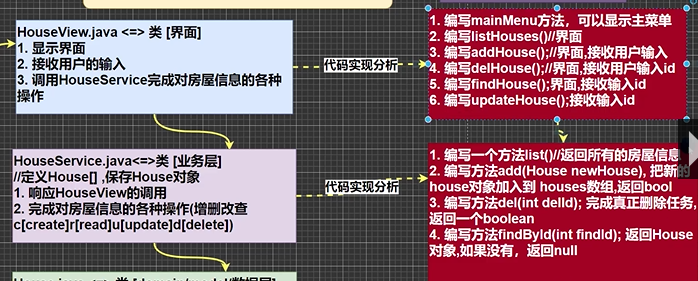 HouseView.java <=> 类 [界面]
1. 显示界面
2. 接收用户的输入
3. 调用HouseService完成对房屋信息的各种
操作
代码实现分析
1. 编写mainMenu方法，可以显示主菜单
2. 编写listHouses()//界面
3. 编写addHouse();//界面,接收用户输入
4. 编写delHouse();//界面,接收用户输入id
5. 编写findHouse();界面,接收输入id
6. 编写updateHouse();接收输入id
HouseService.java<=>类 [业务层]
//定义House[] ,保存House对象
1. 响应HouseView的调用
2. 完成对房屋信息的各种操作(增删改查
c[create]r[read]u[update]d[delete])
代码实现分析
1. 编写一个方法list()//返回所有的房屋信息
2. 编写方法add(House newHouse), 把新的
house对象加入到 houses数组,返回bool
3. 编写方法del(int delId); 完成真正删除任务,
返回一个boolean
4. 编写方法findById(int findId); 返回House
对象,如果没有，返回null